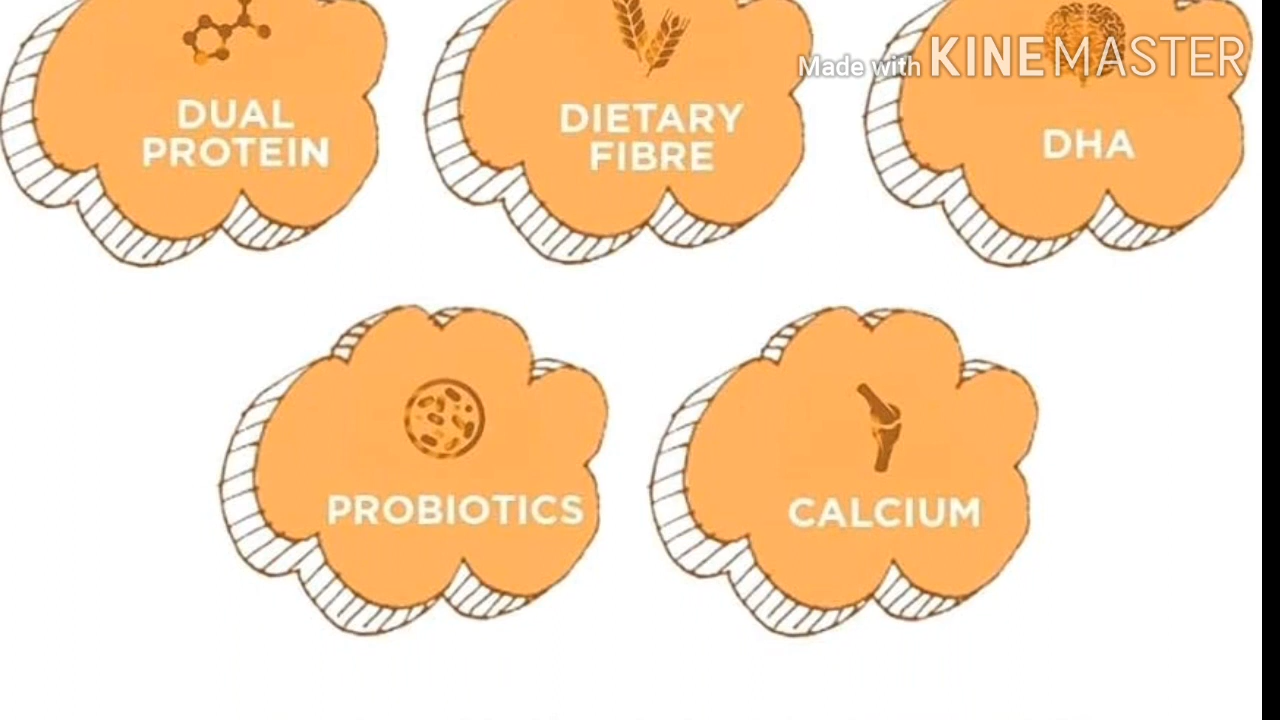 Made with KINEMASTER
DUAL
PROTEIN
DIETARY
FIBRE
DHA
PROBIOTICS
CALCIUM